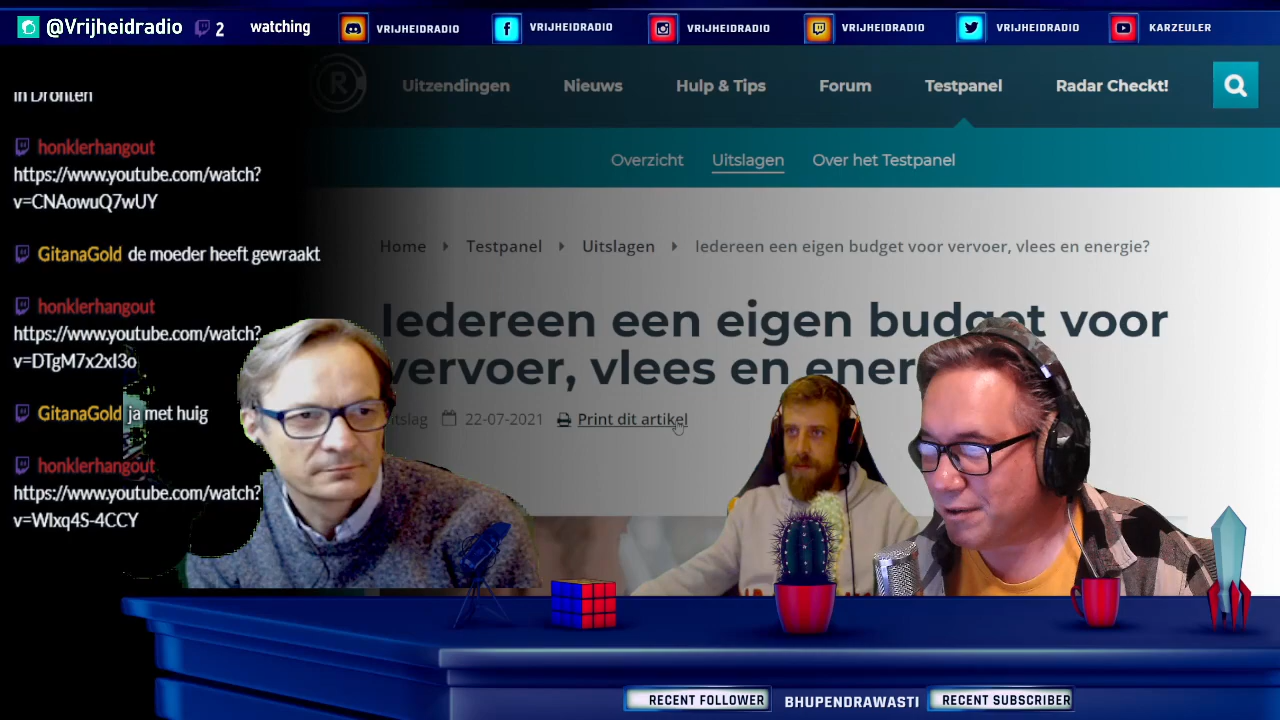 @Vrijheidradio 2 watching VRIJHEIDRADIO VRIJHEIDRADIO VRIJHEIDRADIO VRIJHEIDRADIO VRIJHEIDRADIO KARZEULER
R Uitzendingen Nieuws Hulp & Tips Forum Testpanel Radar Checkt!
Overzicht Uitslagen Over het Testpanel
Home Testpanel Uitslagen Iedereen een eigen budget voor vervoer, vlees en energie?
Iedereen een eigen budget voor
vervoer, vlees en ener
22-07-2021 Print dit artikel
in Dronten
honklerhangout
https://www.youtube.com/watch?
v=CNAowuQ7wUY
GitanaGold de moeder heeft gewraakt
honklerhangout
https://www.youtube.com/watch?
v=DTgM7x2xI3o
GitanaGold ja met huig
honklerhangout
https://www.youtube.com/watch?
v=Wlxq4S-4CCY
RECENT FOLLOWER BHUPENDRAWASTI RECENT SUBSCRIBER